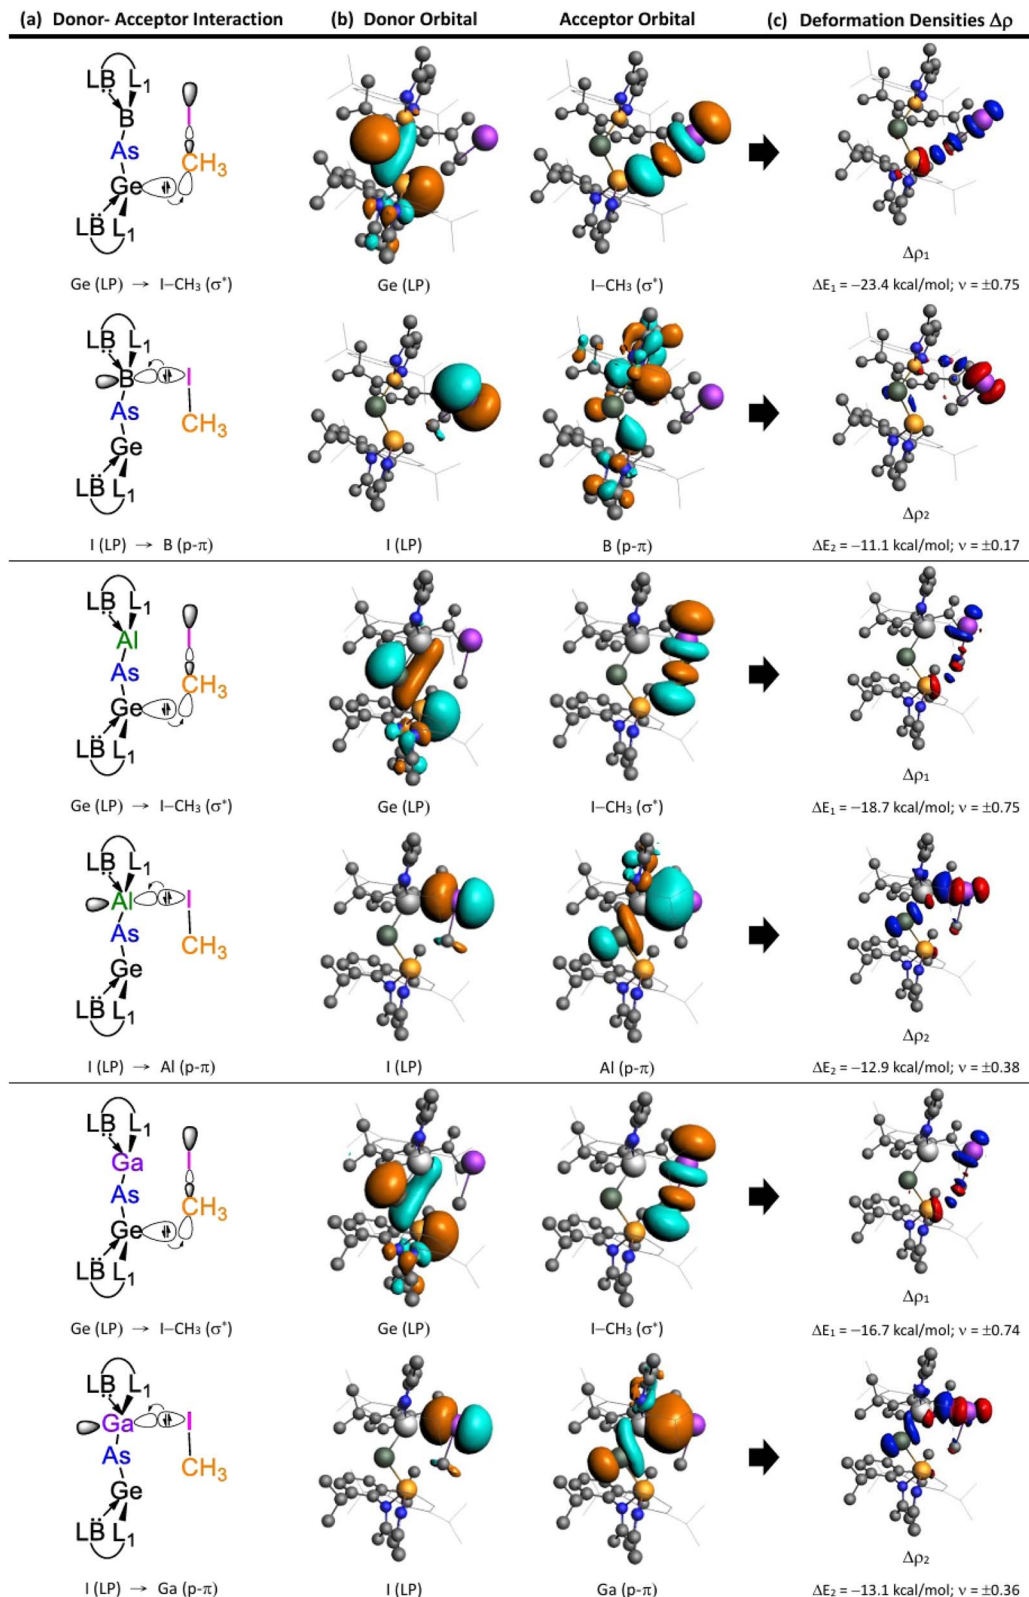 (a) Donor- Acceptor Interaction (b) Donor Orbital Acceptor Orbital (c) Deformation Densities Δρ
LB̈ L₁
B I
As CH₃
Ge
LB̈ L₁
Δρ₁
Ge (LP) → I–CH₃ (σ*) Ge (LP) I–CH₃ (σ*) ΔE₁ = −23.4 kcal/mol; ν = ±0.75
LB̈ L₁
B I
As CH₃
Ge
LB̈ L₁
Δρ₂
I (LP) → B (p-π) I (LP) B (p-π) ΔE₂ = −11.1 kcal/mol; ν = ±0.17
LB̈ L₁
Al I
As CH₃
Ge
LB̈ L₁
Δρ₁
Ge (LP) → I–CH₃ (σ*) Ge (LP) I–CH₃ (σ*) ΔE₁ = −18.7 kcal/mol; ν = ±0.75
LB̈ L₁
Al I
As CH₃
Ge
LB̈ L₁
Δρ₂
I (LP) → Al (p-π) I (LP) Al (p-π) ΔE₂ = −12.9 kcal/mol; ν = ±0.38
LB̈ L₁
Ga I
As CH₃
Ge
LB̈ L₁
Δρ₁
Ge (LP) → I–CH₃ (σ*) Ge (LP) I–CH₃ (σ*) ΔE₁ = −16.7 kcal/mol; ν = ±0.74
LB̈ L₁
Ga I
As CH₃
Ge
LB̈ L₁
Δρ₂
I (LP) → Ga (p-π) I (LP) Ga (p-π) ΔE₂ = −13.1 kcal/mol; ν = ±0.36